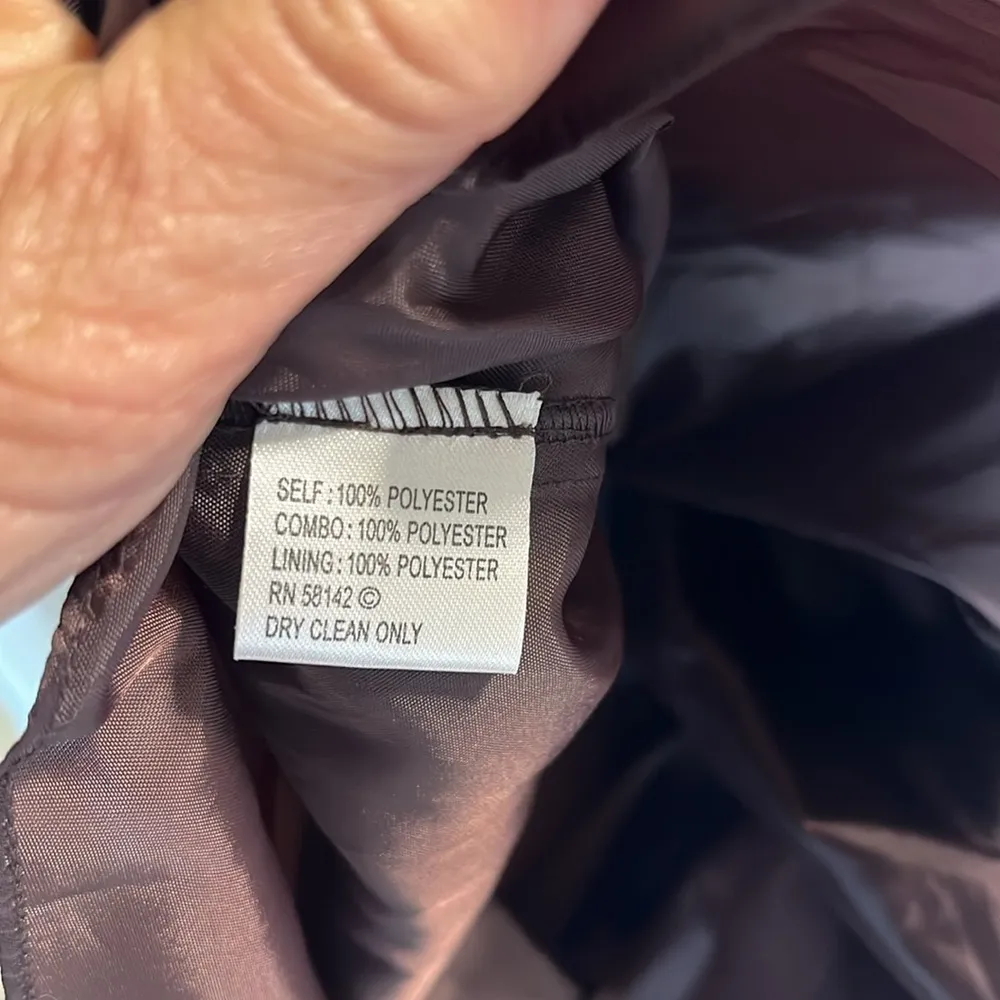 SELF : 100% POLYESTER
COMBO : 100% POLYESTER
LINING : 100% POLYESTER
RN 58142 ©
DRY CLEAN ONLY